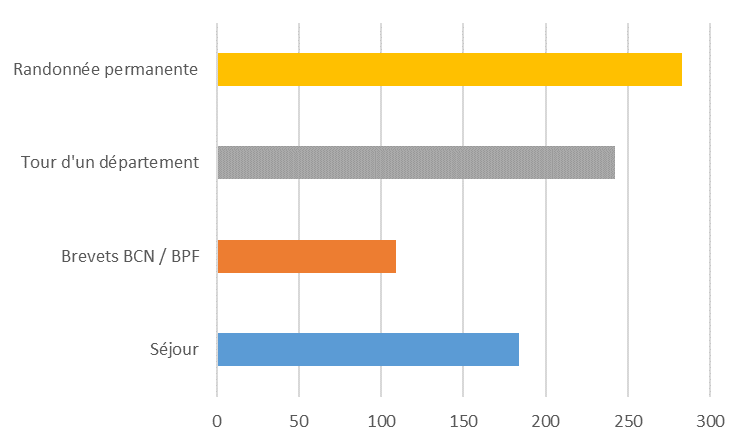 Randonnée permanente
Tour d'un département
Brevets BCN / BPF
Séjour
0 50 100 150 200 250 300